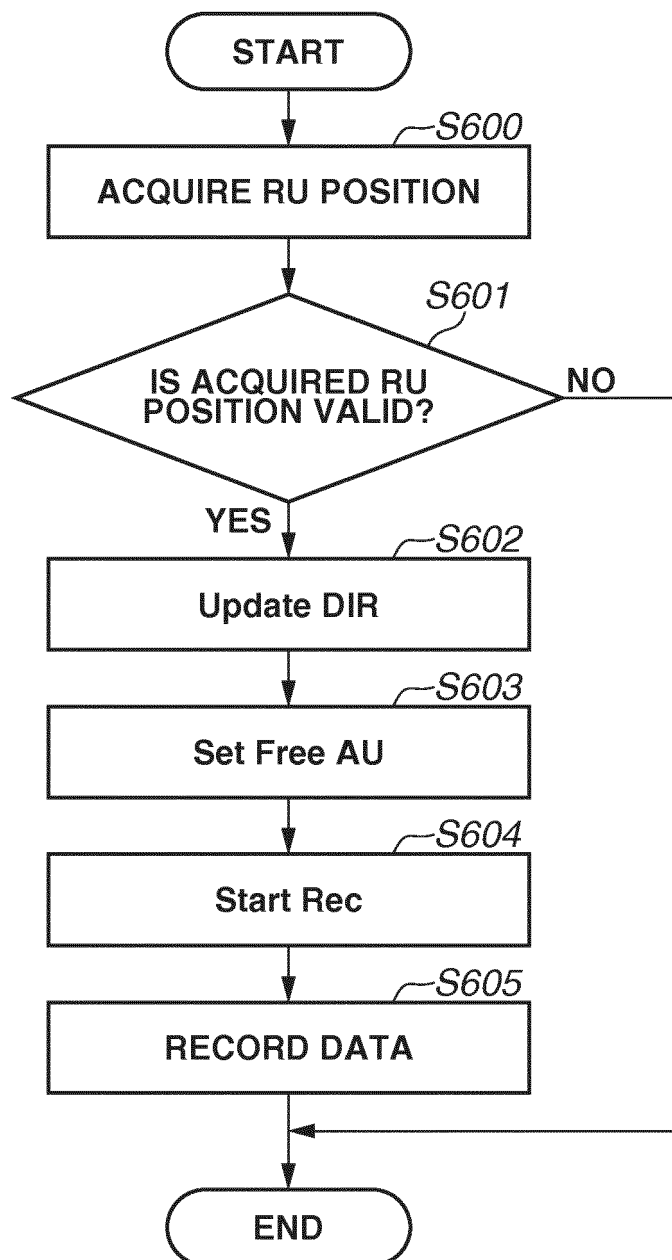 START
S600
ACQUIRE RU POSITION
S601
IS ACQUIRED RU
POSITION VALID?
NO
YES
S602
Update DIR
S603
Set Free AU
S604
Start Rec
S605
RECORD DATA
END